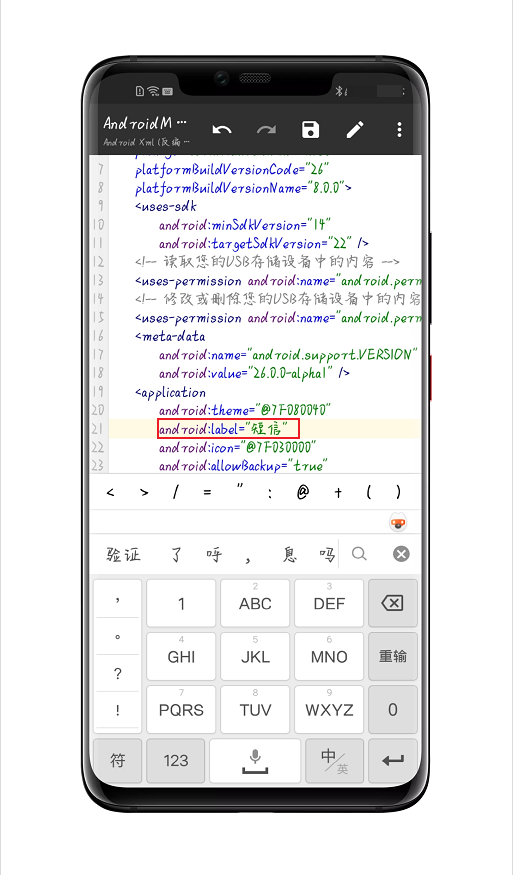 AndroidM ···
Android Xml (反编 ···
7 platformBuildVersionCode="26"
8 platformBuildVersionName="8.0.0">
9 <uses-sdk
10 android:minSdkVersion="14"
11 android:targetSdkVersion="22" />
12 <!-- 读取您的USB存储设备中的内容 -->
13 <uses-permission android:name="android.perm
14 <!-- 修改或删除您的USB存储设备中的内容
15 <uses-permission android:name="android.perm
16 <meta-data
17 android:name="android.support.VERSION"
18 android:value="26.0.0-alpha1" />
19 <application
20 android:theme="@7F080040"
21 android:label="短信"
22 android:icon="@7F030000"
23 android:allowBackup="true"
< > / = " : @ + ( )
验证 了 呼 , 息 吗
, 1 2 ABC 3 DEF
。
4 GHI 5 JKL 6 MNO 重输
?
! 7 PQRS 8 TUV 9 WXYZ 0
符 123 中/英